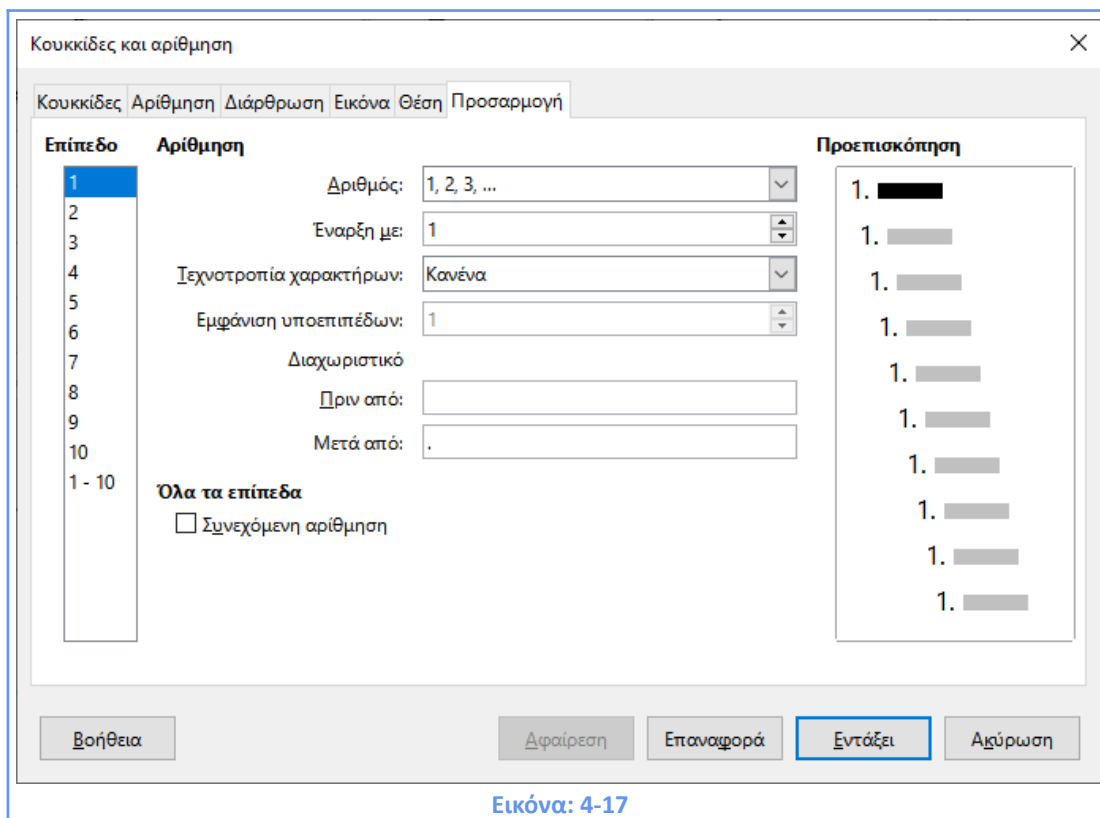 Κουκκίδες και αρίθμηση
Κουκκίδες Αρίθμηση Διάρθρωση Εικόνα Θέση Προσαρμογή
Επίπεδο Αρίθμηση Προεπισκόπηση
1
2
3
4
5
6
7
8
9
10
1 - 10
Αριθμός: 1, 2, 3, ...
Έναρξη με: 1
Τεχνοτροπία χαρακτήρων: Κανένα
Εμφάνιση υποεπιπέδων: 1
Διαχωριστικό
Πριν από:
Μετά από: .
Όλα τα επίπεδα
Συνεχόμενη αρίθμηση
1.
1.
1.
1.
1.
1.
1.
1.
1.
1.
Βοήθεια Αφαίρεση Επαναφορά Εντάξει Ακύρωση
Εικόνα: 4-17